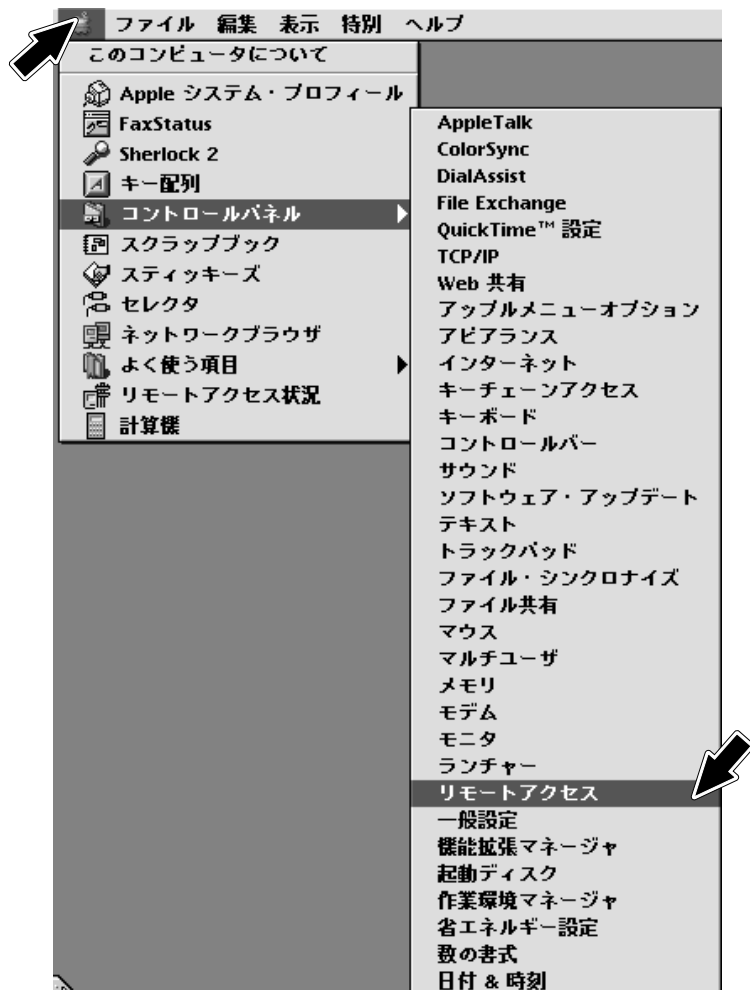 ファイル 編集 表示 特別 ヘルプ
このコンピュータについて
Apple システム・プロフィール
FaxStatus
Sherlock 2
キー配列
コントロールパネル
スクラップブック
スティッキーズ
セレクタ
ネットワークブラウザ
よく使う項目
リモートアクセス状況
計算機
AppleTalk
ColorSync
DialAssist
File Exchange
QuickTime™ 設定
TCP/IP
Web 共有
アップルメニューオプション
アピアランス
インターネット
キーチェーンアクセス
キーボード
コントロールバー
サウンド
ソフトウェア・アップデート
テキスト
トラックパッド
ファイル・シンクロナイズ
ファイル共有
マウス
マルチユーザ
メモリ
モデム
モニタ
ランチャー
リモートアクセス
一般設定
機能拡張マネージャ
起動ディスク
作業環境マネージャ
省エネルギー設定
数の書式
日付 & 時刻